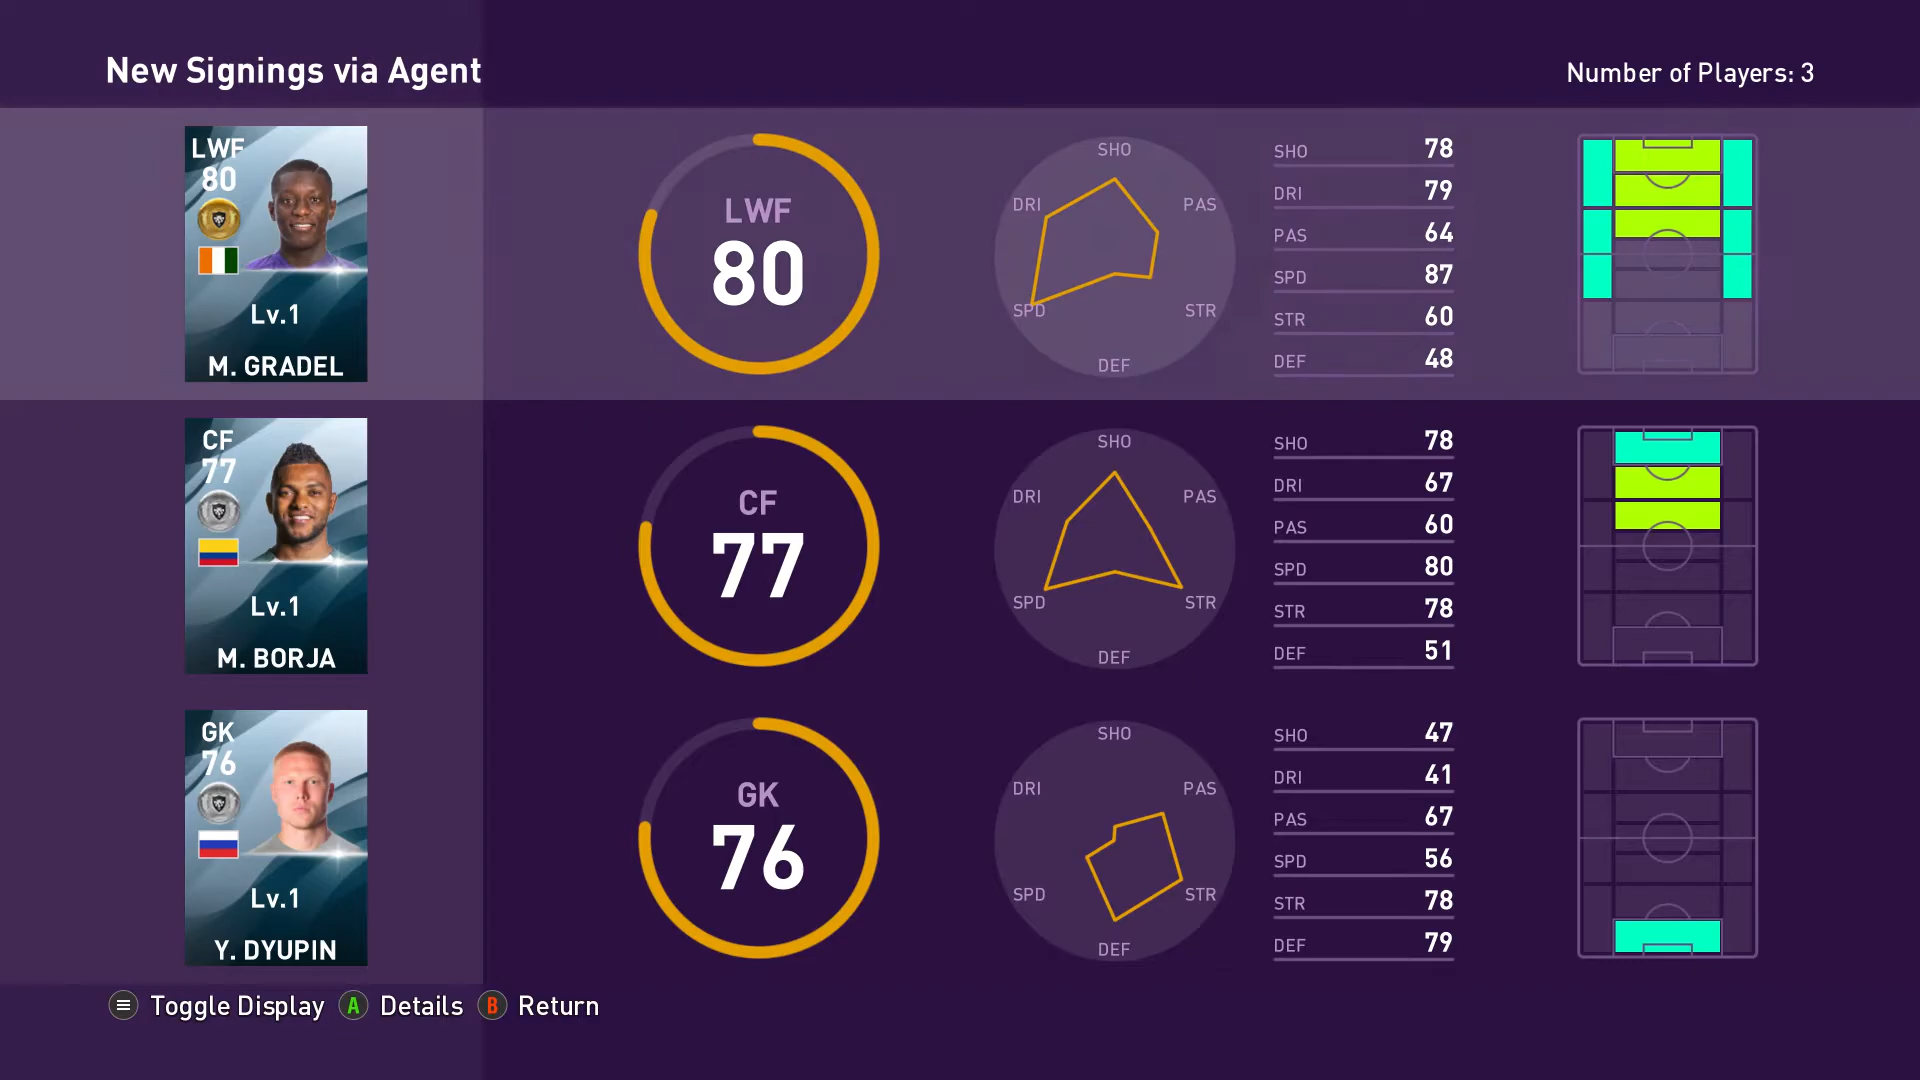 New Signings via Agent
Number of Players: 3
LWF
80
Lv.1
M. GRADEL
LWF
80
SHO
PAS
STR
DEF
SPD
DRI
SHO 78
DRI 79
PAS 64
SPD 87
STR 60
DEF 48
CF
77
Lv.1
M. BORJA
CF
77
SHO
PAS
STR
DEF
SPD
DRI
SHO 78
DRI 67
PAS 60
SPD 80
STR 78
DEF 51
GK
76
Lv.1
Y. DYUPIN
GK
76
SHO
PAS
STR
DEF
SPD
DRI
SHO 47
DRI 41
PAS 67
SPD 56
STR 78
DEF 79
Toggle Display A Details B Return